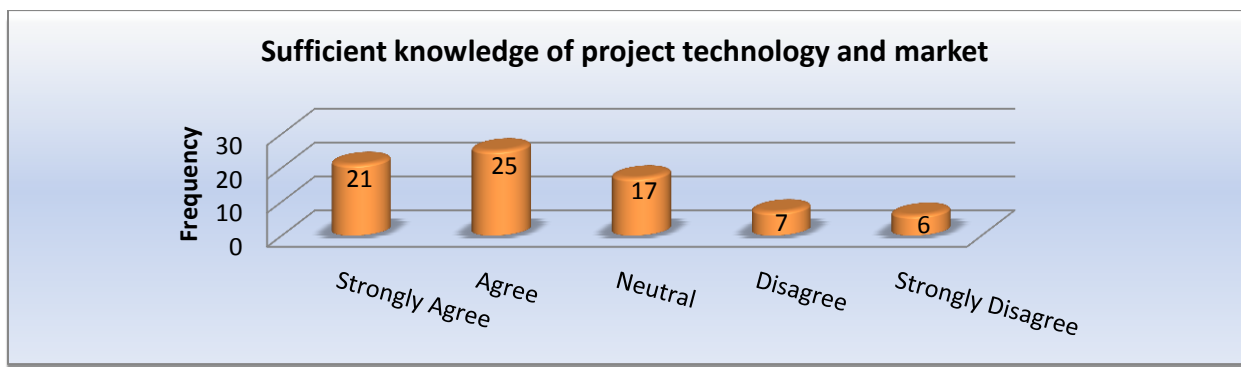 Sufficient knowledge of project technology and market
Frequency
30
20
10
0
21
25
17
7
6
Strongly Agree
Agree
Neutral
Disagree
Strongly Disagree